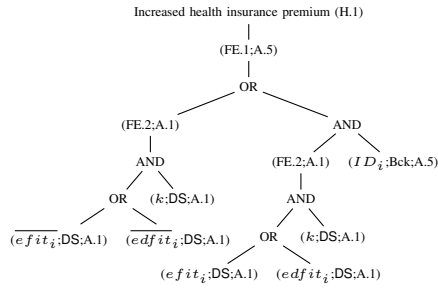 Increased health insurance premium (H.1)
(FE.1;A.5)
OR
(FE.2;A.1) AND
AND (FE.2;A.1) (ID_i;Bck;A.5)
OR (k;DS;A.1) AND
(\overline{efit_i};DS;A.1) (\overline{edfit_i};DS;A.1) OR (k;DS;A.1)
(efit_i;DS;A.1) (edfit_i;DS;A.1)